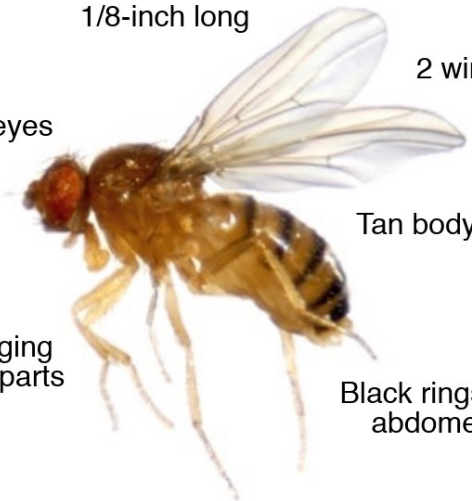 1/8-inch long
2 wi
eyes
Tan body
ging
parts
Black rings
abdome